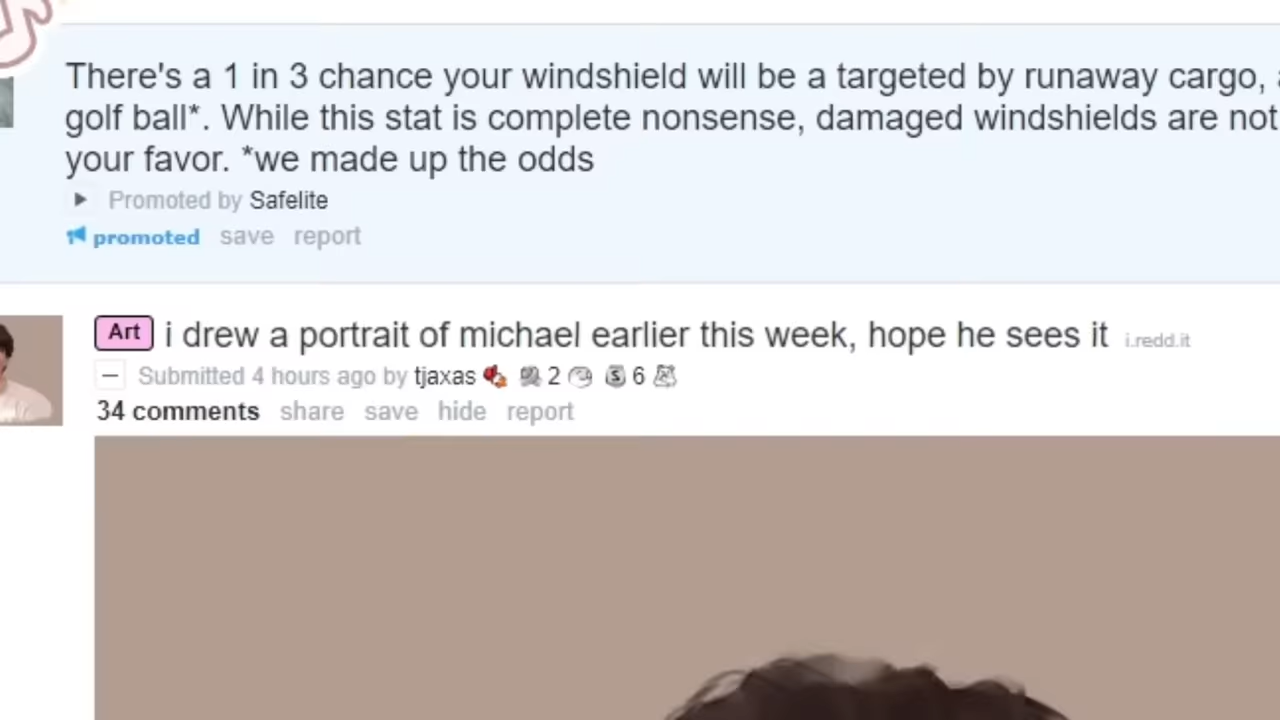 There's a 1 in 3 chance your windshield will be a targeted by runaway cargo,
golf ball*. While this stat is complete nonsense, damaged windshields are not
your favor. *we made up the odds
Promoted by Safelite
promoted save report
Art i drew a portrait of michael earlier this week, hope he sees it i.redd.it
Submitted 4 hours ago by tjaxas 2 S 6
34 comments share save hide report